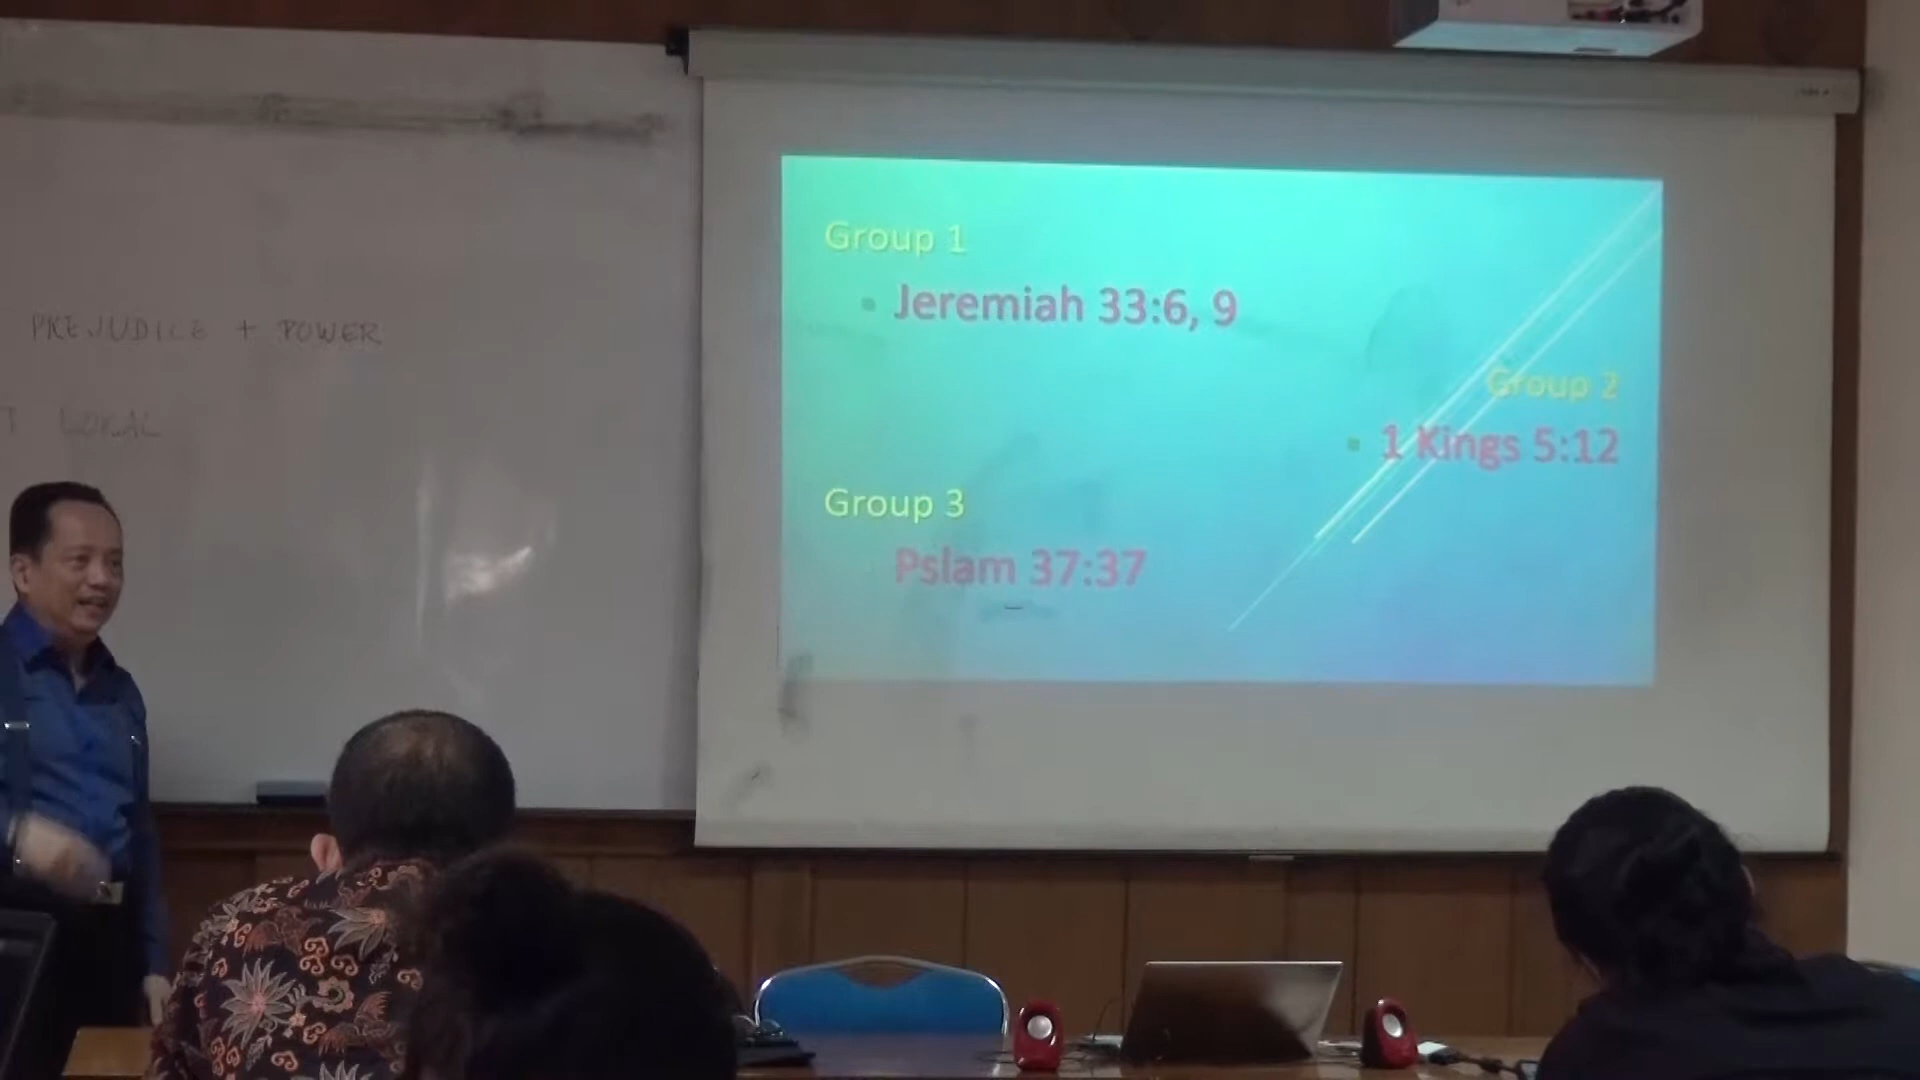 PREJUDICE + POWER
LOKAL
Group 1
Jeremiah 33:6, 9
Group 2
1 Kings 5:12
Group 3
Pslam 37:37